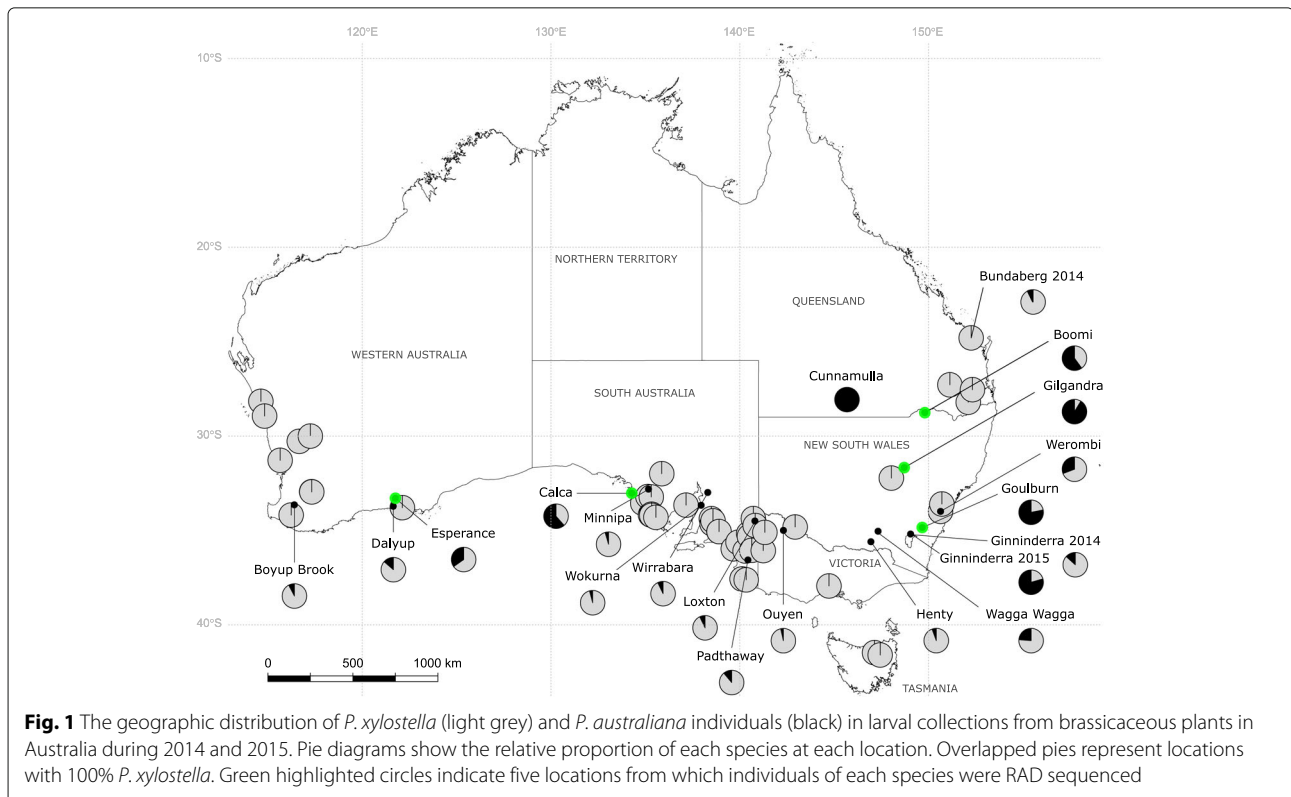 120°E 130°E 140°E 150°E
10°S
20°S
NORTHERN TERRITORY
Bundaberg 2014
QUEENSLAND
Boomi
WESTERN AUSTRALIA
Cunnamulla
Gilgandra
SOUTH AUSTRALIA
30°S
NEW SOUTH WALES
Werombi
Calca
Goulburn
Minnipa
Esperance
Ginninderra 2014
Dalyup
Ginninderra 2015
Boyup Brook
Wokurna
Wirrabara
VICTORIA
Loxton
Ouyen
Henty
Wagga Wagga
40°S
Padthaway
0 500 1000 km
TASMANIA
Fig. 1 The geographic distribution of P. xylostella (light grey) and P. australiana individuals (black) in larval collections from brassicaceous plants in
Australia during 2014 and 2015. Pie diagrams show the relative proportion of each species at each location. Overlapped pies represent locations
with 100% P. xylostella. Green highlighted circles indicate five locations from which individuals of each species were RAD sequenced